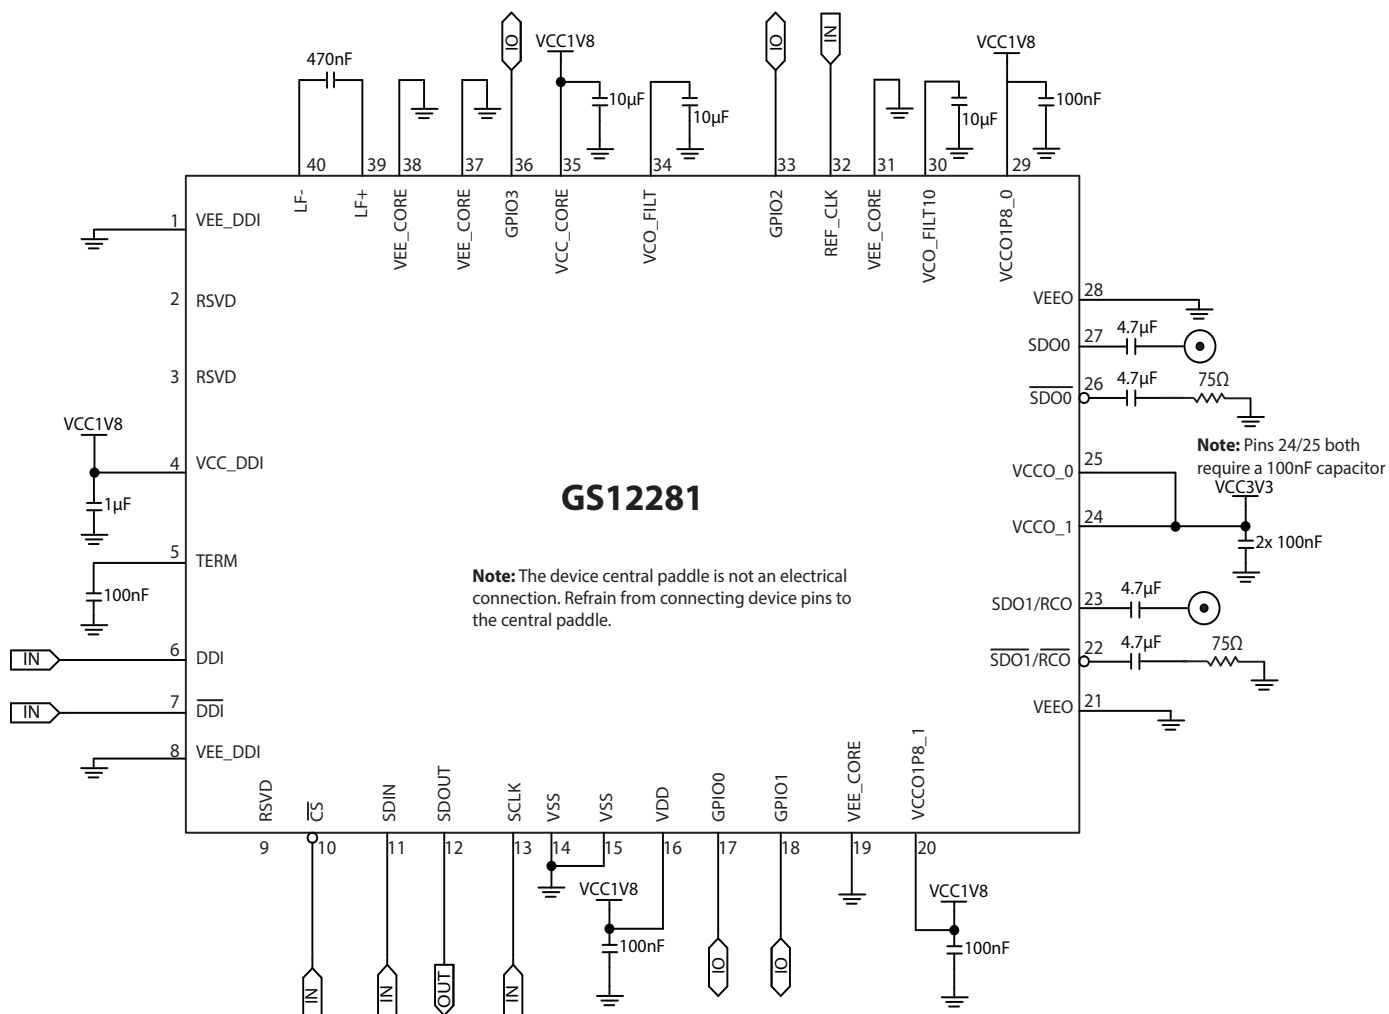 470nF
IO
VCC1V8
10µF
10µF
IO
IN
10µF
VCC1V8
100nF
40 39 38 37 36 35 34 33 32 31 30 29
LF-
LF+
VEE_CORE
VEE_CORE
GPIO3
VCC_CORE
VCO_FILT
GPIO2
REF_CLK
VEE_CORE
VCO_FILT10
VCCO1P8_0
1 VEE_DDI
2 RSVD
3 RSVD
VCC1V8
4 VCC_DDI
1µF
5 TERM
100nF
IN 6 DDI
IN 7 DDI
8 VEE_DDI
GS12281
Note: The device central paddle is not an electrical
connection. Refrain from connecting device pins to
the central paddle.
VEEO 28
SDO0 27 4.7µF
SDO0 26 4.7µF 75Ω
Note: Pins 24/25 both
require a 100nF capacitor
VCCO_0 25
VCC3V3
VCCO_1 24
2x 100nF
SDO1/RCO 23 4.7µF
SDO1/RCO 22 4.7µF 75Ω
VEEO 21
RSVD
CS
SDIN
SDOUT
SCLK
VSS
VSS
VDD
GPIO0
GPIO1
VEE_CORE
VCCO1P8_1
9 10 11 12 13 14 15 16 17 18 19 20
VCC1V8
100nF
VCC1V8
100nF
IN
IN
OUT
IN
IO
IO